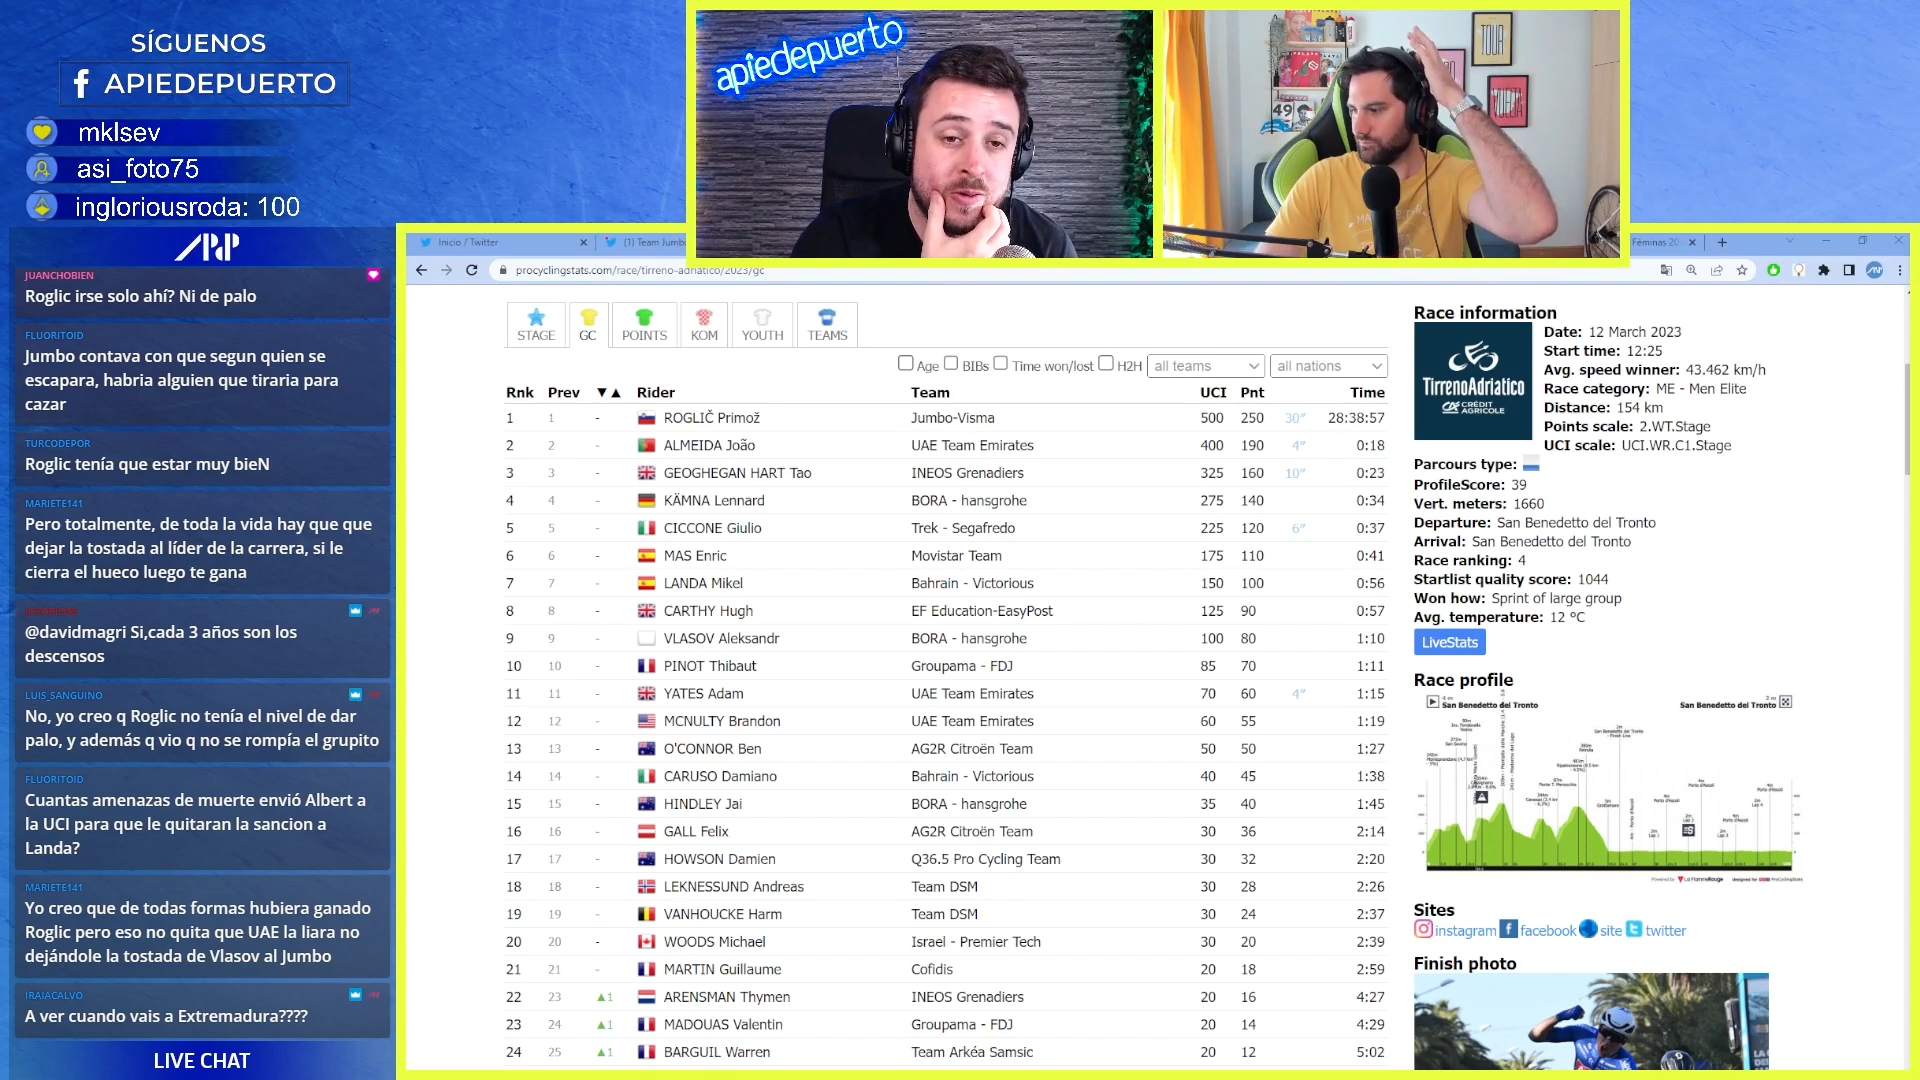 SÍGUENOS
APIEDEPUERTO
mklsev
asi_foto75
ingloriousroda: 100
JUANCHOBIEN
Roglic irse solo ahí? Ni de palo
FLUORITOID
Jumbo contava con que segun quien se
escapara, habria alguien que tiraria para
cazar
TURCODEPOR
Roglic tenía que estar muy bieN
MARIETE141
Pero totalmente, de toda la vida hay que que
dejar la tostada al líder de la carrera, si le
cierra el hueco luego te gana
@davidmagri Si,cada 3 años son los
descensos
LUIS_SANGUINO
No, yo creo q Roglic no tenía el nivel de dar
palo, y además q vio q no se rompía el grupito
FLUORITOID
Cuantas amenazas de muerte envió Albert a
la UCI para que le quitaran la sancion a
Landa?
MARIETE141
Yo creo que de todas formas hubiera ganado
Roglic pero eso no quita que UAE la liara no
dejándole la tostada de Vlasov al Jumbo
IRAIACALVO
A ver cuando vais a Extremadura????
LIVE CHAT
apiedepuerto
TOUR
49
VUELTA
Inicio / Twitter
(1) Team Jumb
Féminas 20
procyclingstats.com/race/tirreno-adriatico/2023/gc
STAGE GC POINTS KOM YOUTH TEAMS
Age BIBs Time won/lost H2H all teams all nations
Rnk Prev ▼▲ Rider Team UCI Pnt Time
1 1 - ROGLIČ Primož Jumbo-Visma 500 250 30″ 28:38:57
2 2 - ALMEIDA João UAE Team Emirates 400 190 4″ 0:18
3 3 - GEOGHEGAN HART Tao INEOS Grenadiers 325 160 10″ 0:23
4 4 - KÄMNA Lennard BORA - hansgrohe 275 140 0:34
5 5 - CICCONE Giulio Trek - Segafredo 225 120 6″ 0:37
6 6 - MAS Enric Movistar Team 175 110 0:41
7 7 - LANDA Mikel Bahrain - Victorious 150 100 0:56
8 8 - CARTHY Hugh EF Education-EasyPost 125 90 0:57
9 9 - VLASOV Aleksandr BORA - hansgrohe 100 80 1:10
10 10 - PINOT Thibaut Groupama - FDJ 85 70 1:11
11 11 - YATES Adam UAE Team Emirates 70 60 4″ 1:15
12 12 - MCNULTY Brandon UAE Team Emirates 60 55 1:19
13 13 - O'CONNOR Ben AG2R Citroën Team 50 50 1:27
14 14 - CARUSO Damiano Bahrain - Victorious 40 45 1:38
15 15 - HINDLEY Jai BORA - hansgrohe 35 40 1:45
16 16 - GALL Felix AG2R Citroën Team 30 36 2:14
17 17 - HOWSON Damien Q36.5 Pro Cycling Team 30 32 2:20
18 18 - LEKNESSUND Andreas Team DSM 30 28 2:26
19 19 - VANHOUCKE Harm Team DSM 30 24 2:37
20 20 - WOODS Michael Israel - Premier Tech 30 20 2:39
21 21 - MARTIN Guillaume Cofidis 20 18 2:59
22 23 ▲1 ARENSMAN Thymen INEOS Grenadiers 20 16 4:27
23 24 ▲1 MADOUAS Valentin Groupama - FDJ 20 14 4:29
24 25 ▲1 BARGUIL Warren Team Arkéa Samsic 20 12 5:02
Race information
TirrenoAdriatico
CRÉDIT
AGRICOLE
Date: 12 March 2023
Start time: 12:25
Avg. speed winner: 43.462 km/h
Race category: ME - Men Elite
Distance: 154 km
Points scale: 2.WT.Stage
UCI scale: UCI.WR.C1.Stage
Parcours type:
ProfileScore: 39
Vert. meters: 1660
Departure: San Benedetto del Tronto
Arrival: San Benedetto del Tronto
Race ranking: 4
Startlist quality score: 1044
Won how: Sprint of large group
Avg. temperature: 12 °C
LiveStats
Race profile
San Benedetto del Tronto
San Benedetto del Tronto
Sites
instagram facebook site twitter
Finish photo